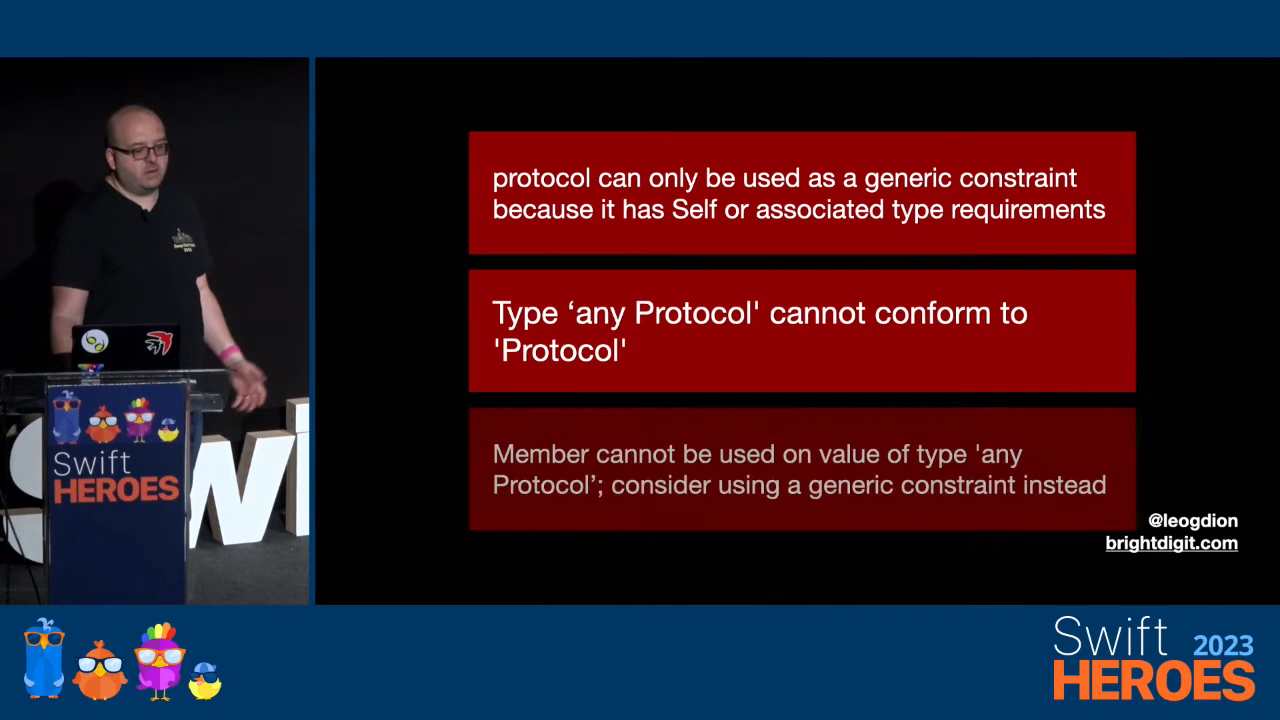 protocol can only be used as a generic constraint
because it has Self or associated type requirements
Type ‘any Protocol' cannot conform to
'Protocol'
Member cannot be used on value of type 'any
Protocol’; consider using a generic constraint instead
@leogdion
brightdigit.com
Swift
HEROES
Swi
Swift 2023
HEROES